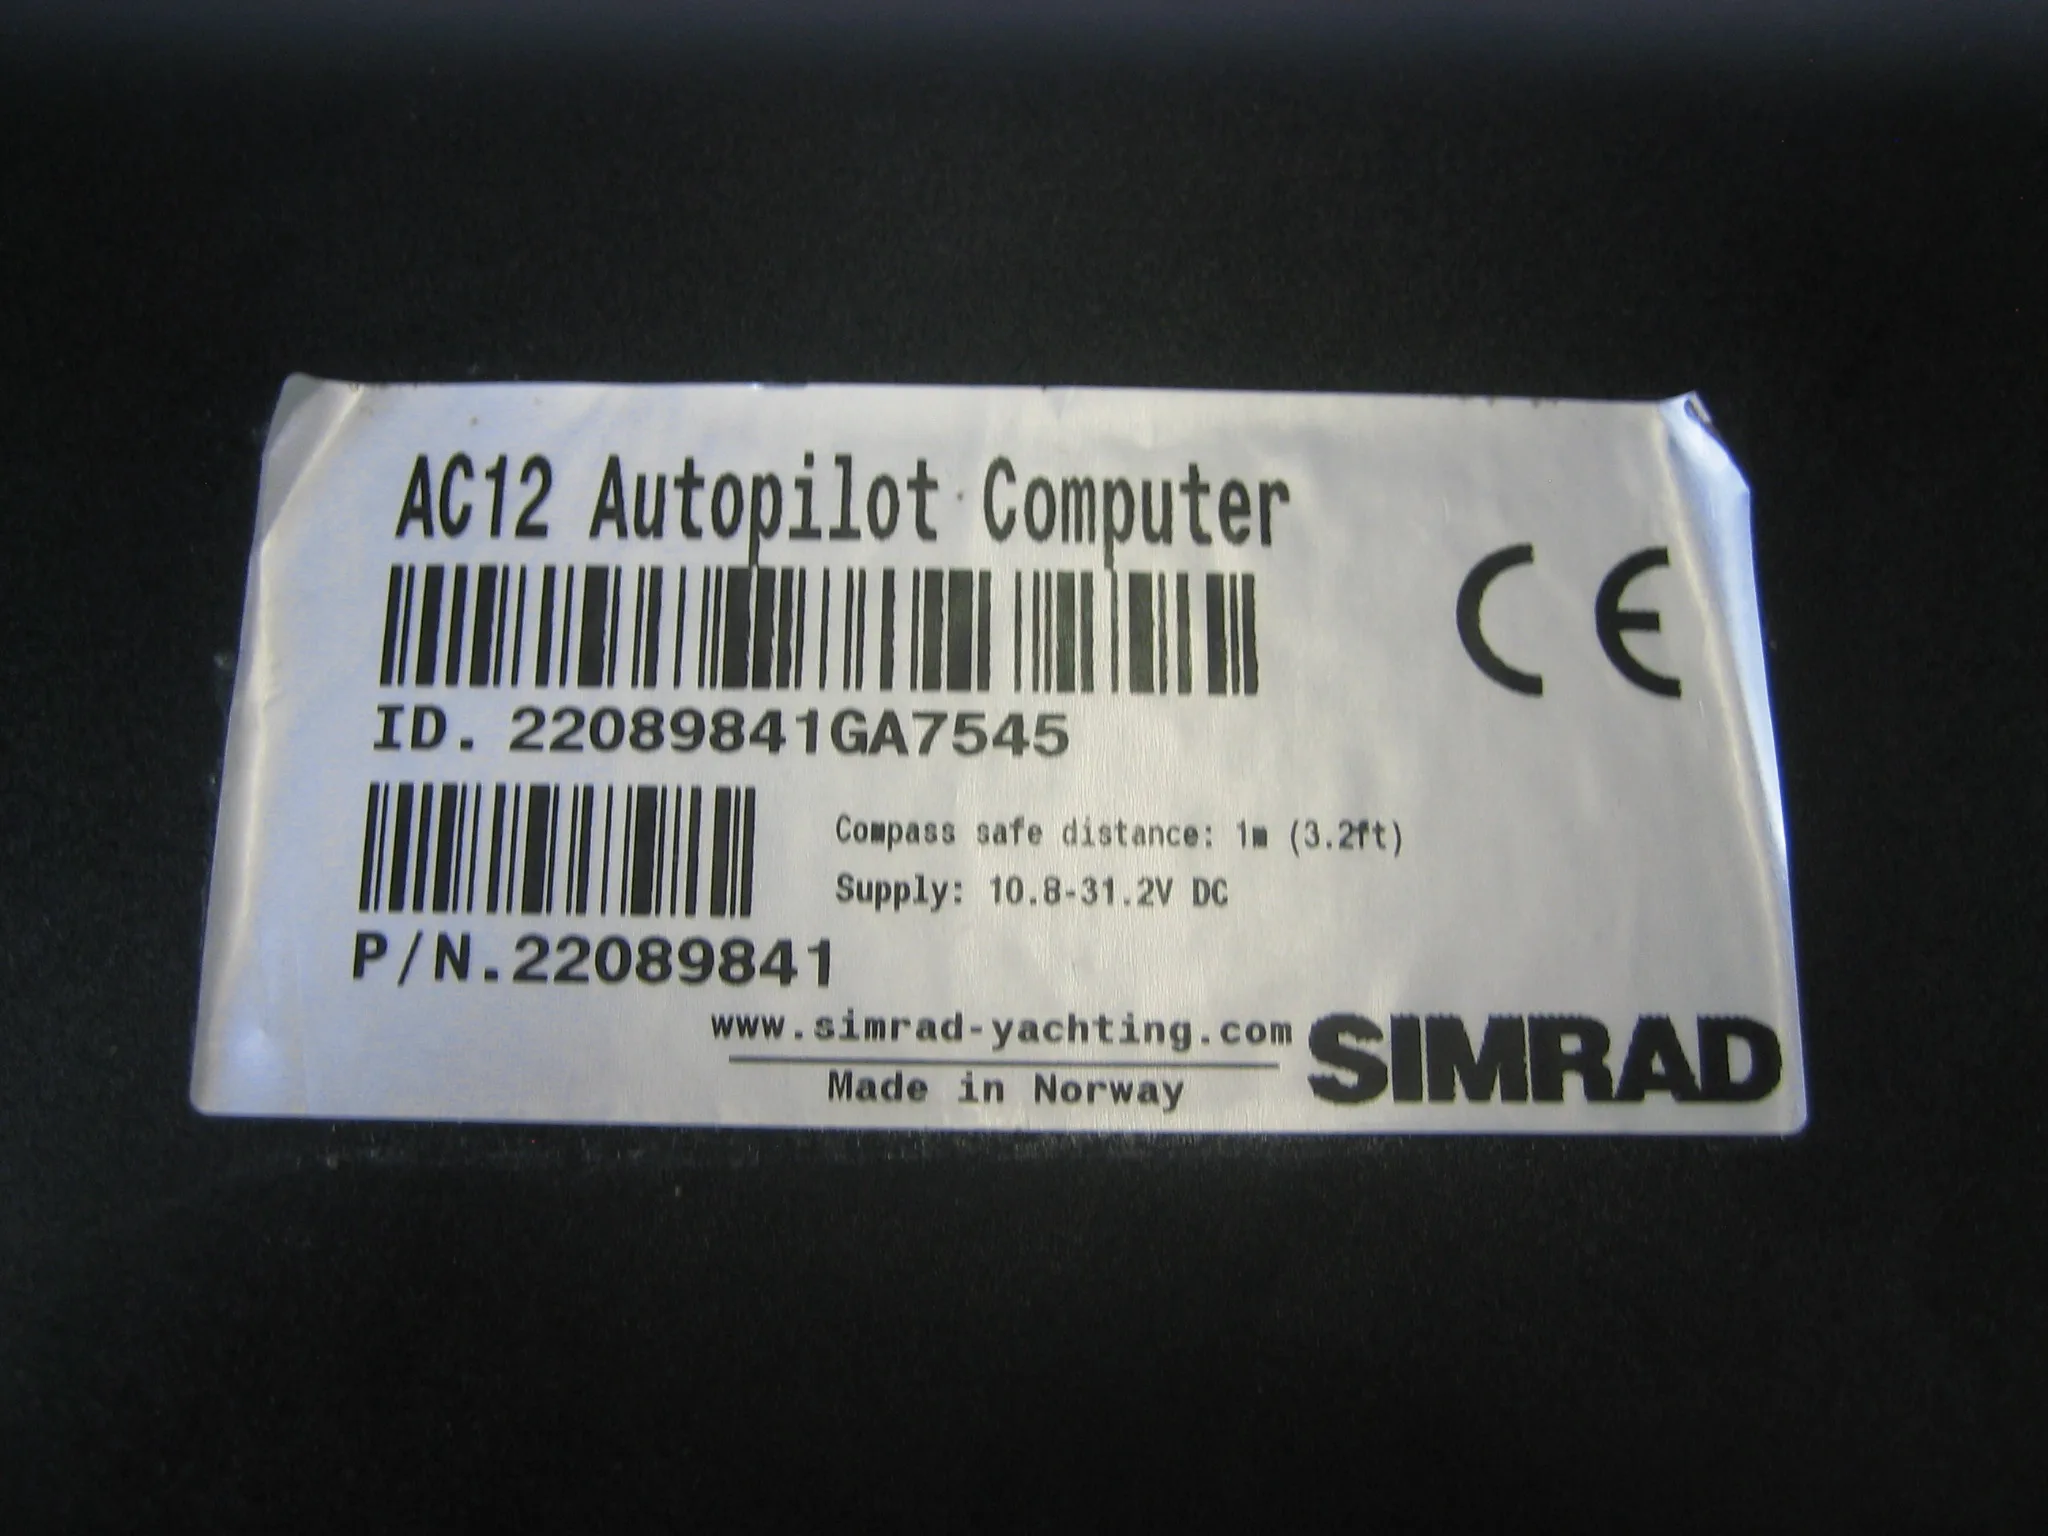 AC12 Autopilot Computer
CE
ID. 22089841GA7545
Compass safe distance: 1m (3.2ft)
Supply: 10.8-31.2V DC
P/N.22089841
www.simrad-yachting.com
Made in Norway
SIMRAD